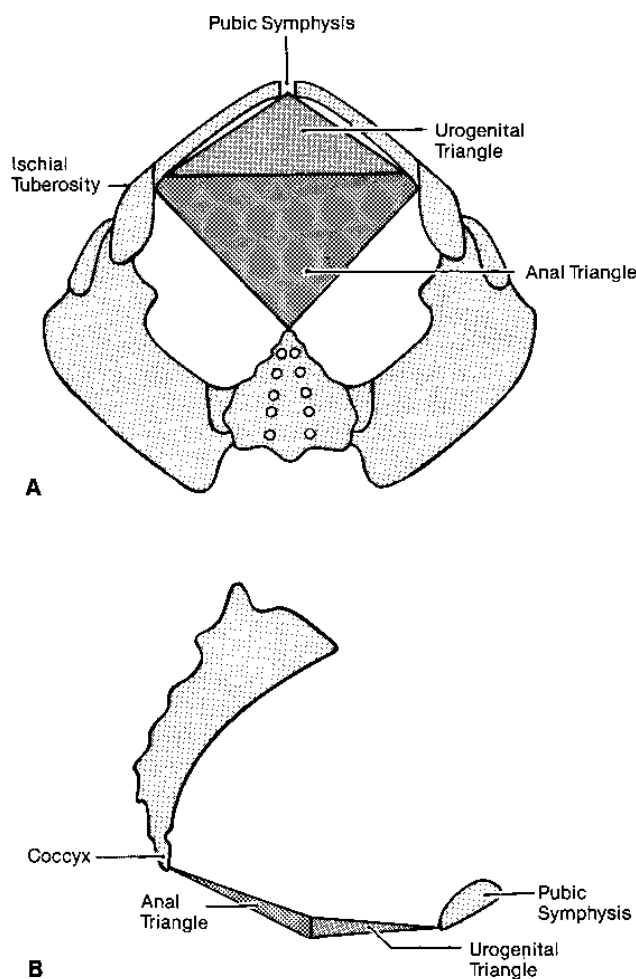 Pubic Symphysis
Urogenital
Triangle
Ischial
Tuberosity
Anal Triangle
A
Coccyx
Anal
Triangle
Pubic
Symphysis
Urogenital
Triangle
B